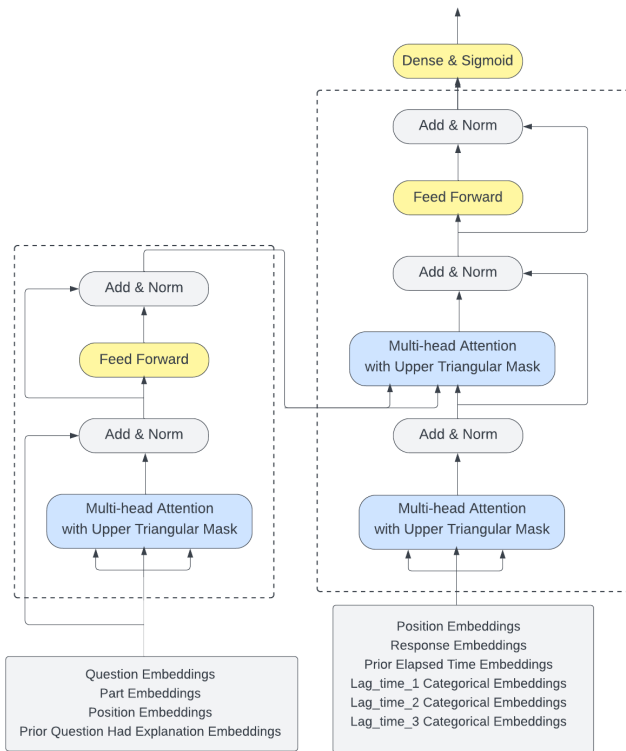 Dense & Sigmoid
Add & Norm
Feed Forward
Add & Norm
Multi-head Attention
with Upper Triangular Mask
Add & Norm
Multi-head Attention
with Upper Triangular Mask
Position Embeddings
Response Embeddings
Prior Elapsed Time Embeddings
Lag_time_1 Categorical Embeddings
Lag_time_2 Categorical Embeddings
Lag_time_3 Categorical Embeddings
Add & Norm
Feed Forward
Add & Norm
Multi-head Attention
with Upper Triangular Mask
Question Embeddings
Part Embeddings
Position Embeddings
Prior Question Had Explanation Embeddings